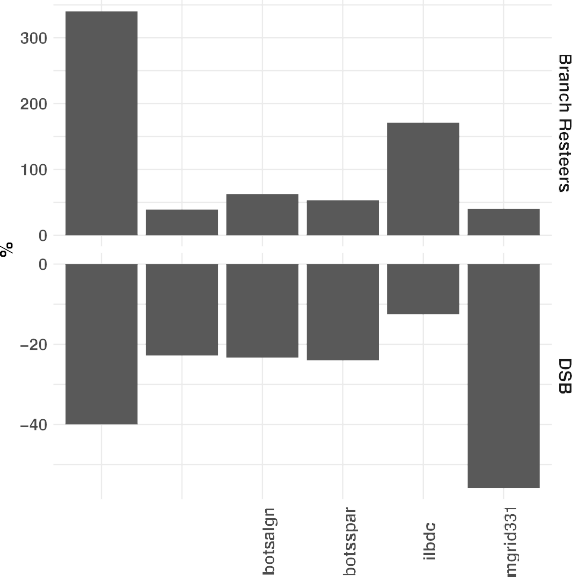 300
200
100
0
Branch Resteers
%
0
−20
−40
DSB
botsalgn
botsspar
ilbdc
mgrid331